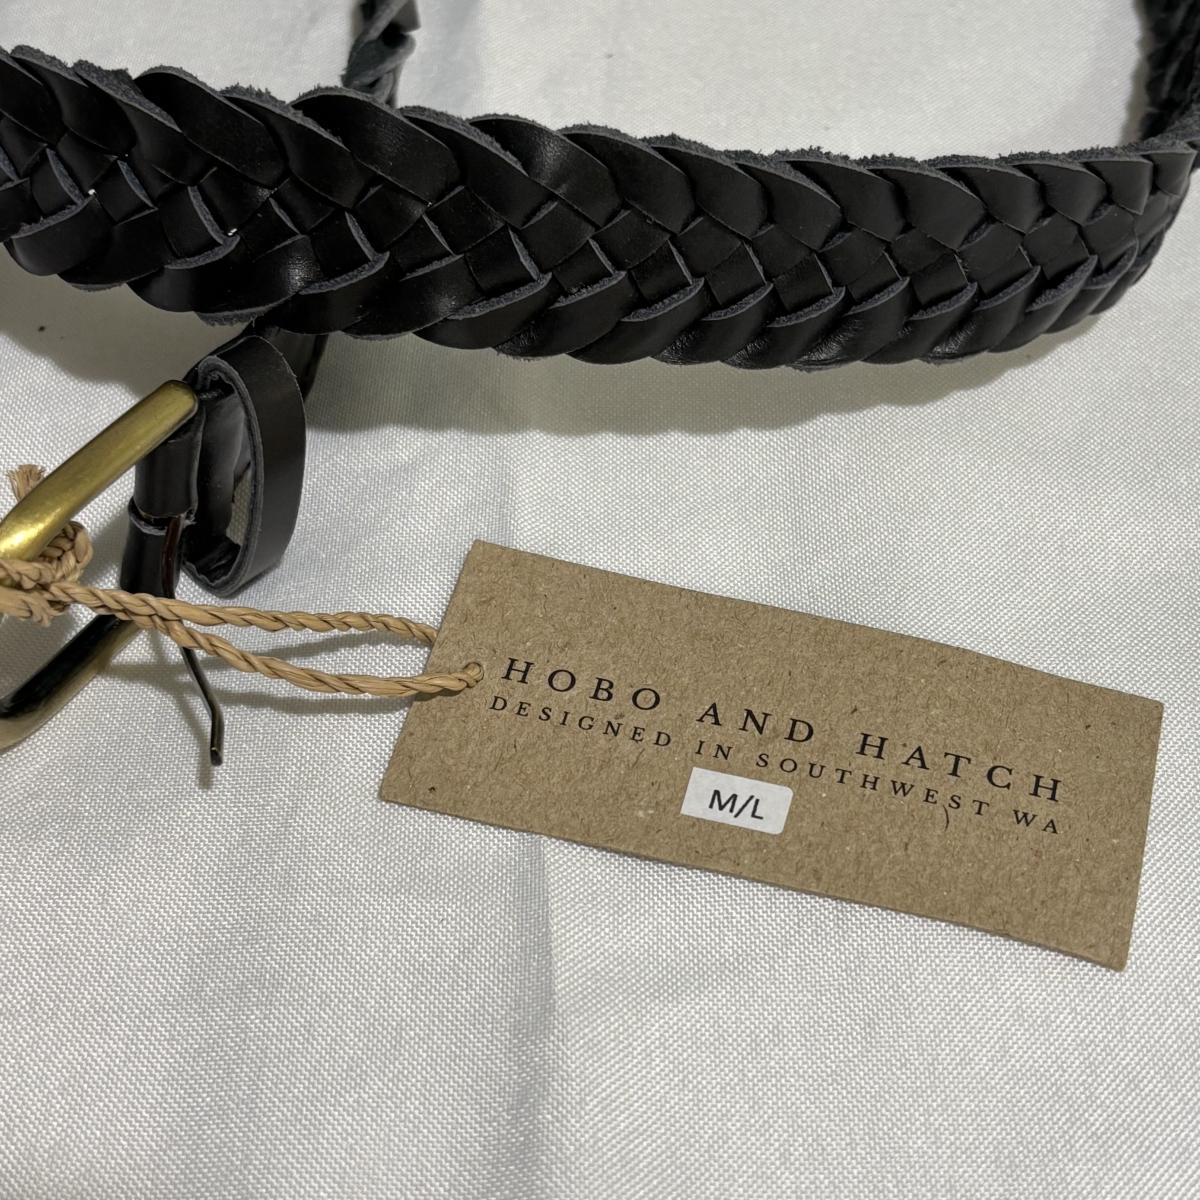 HOBO AND HATCH
DESIGNED IN SOUTHWEST WA
M/L